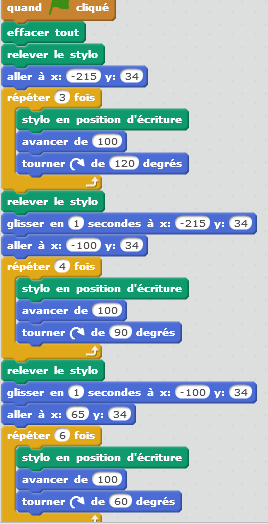 quand cliqué
effacer tout
relever le stylo
aller à x: -215 y: 34
répéter 3 fois
stylo en position d'écriture
avancer de 100
tourner de 120 degrés
relever le stylo
glisser en 1 secondes à x: -215 y: 34
aller à x: -100 y: 34
répéter 4 fois
stylo en position d'écriture
avancer de 100
tourner de 90 degrés
relever le stylo
glisser en 1 secondes à x: -100 y: 34
aller à x: 65 y: 34
répéter 6 fois
stylo en position d'écriture
avancer de 100
tourner de 60 degrés